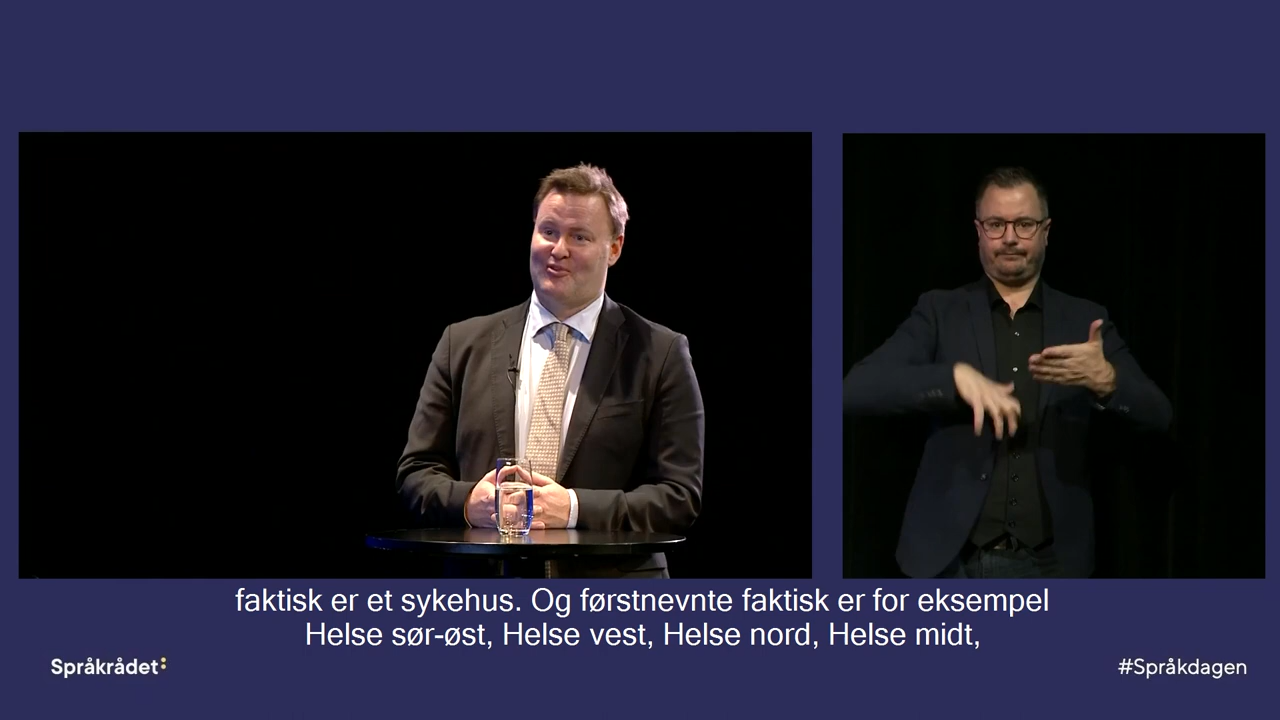 faktisk er et sykehus. Og førstnevnte faktisk er for eksempel
Helse sør-øst, Helse vest, Helse nord, Helse midt,
Språkrådet:
#Språkdagen